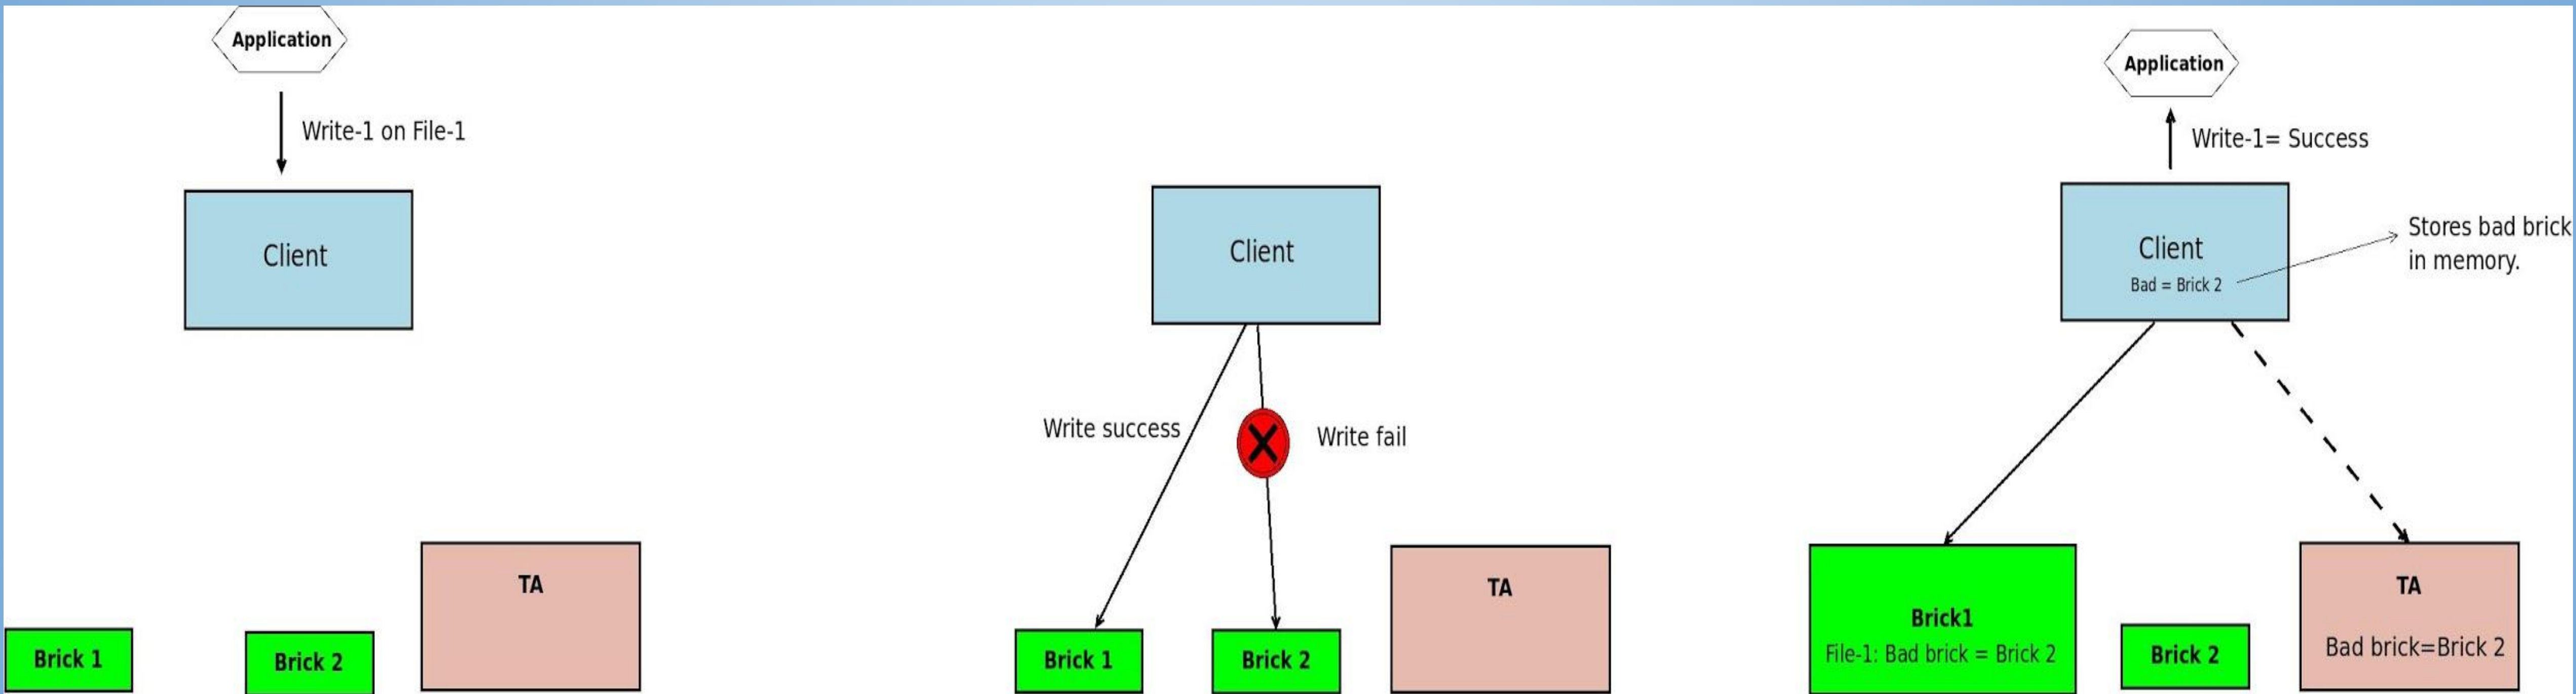 Application
Write-1 on File-1
Client
Brick 1
Brick 2
TA
Client
Write success
Write fail
Brick 1
Brick 2
TA
Application
Write-1= Success
Client
Bad = Brick 2
Stores bad brick
in memory.
Brick1
File-1: Bad brick = Brick 2
Brick 2
TA
Bad brick=Brick 2